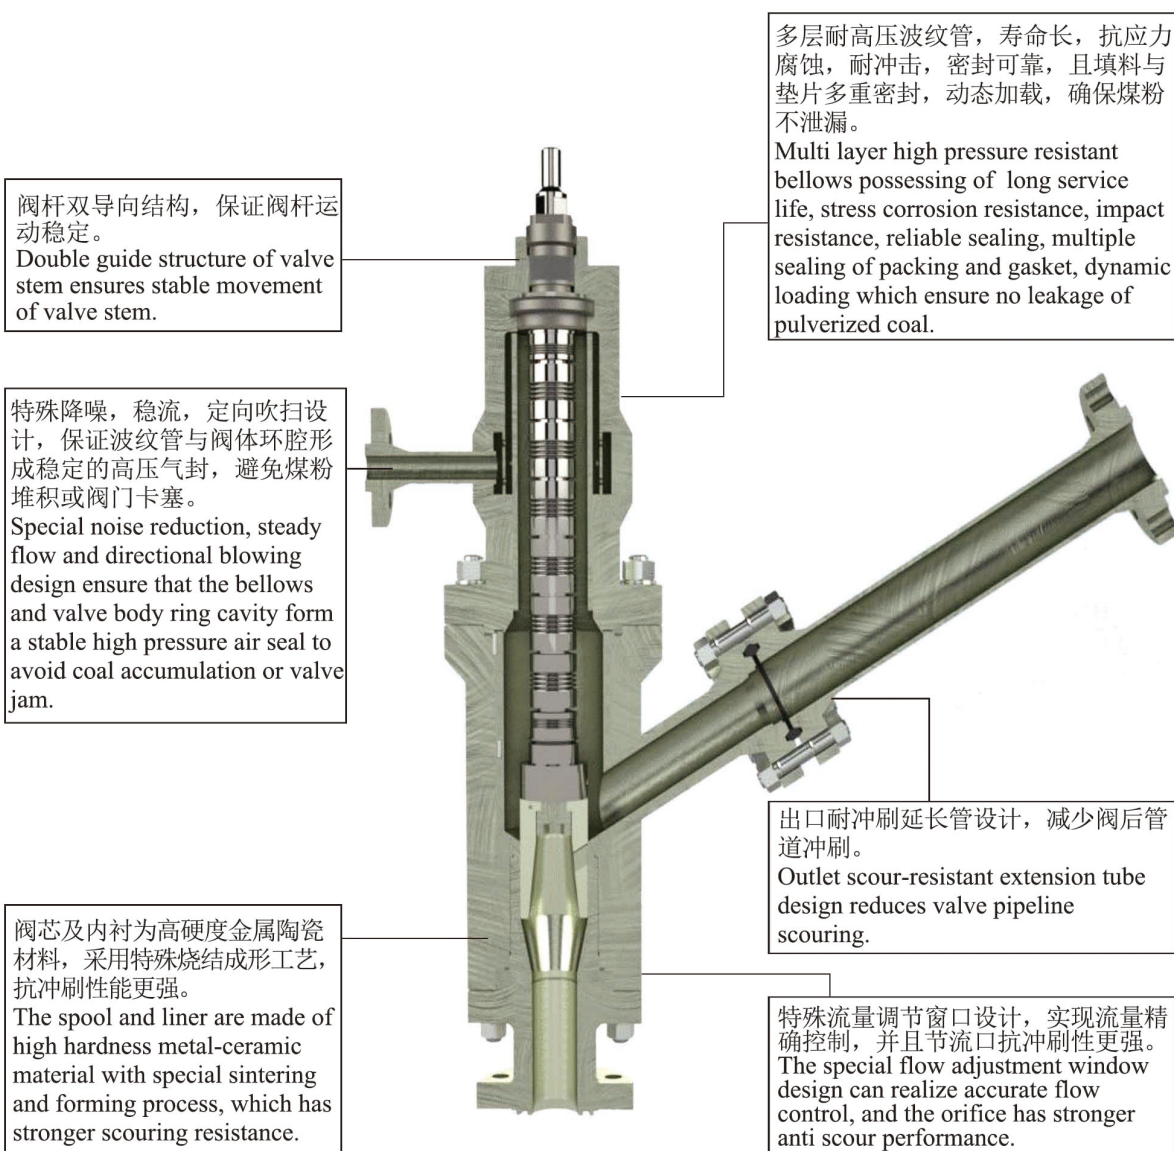 多层耐高压波纹管，寿命长，抗应力
腐蚀，耐冲击，密封可靠，且填料与
垫片多重密封，动态加载，确保煤粉
不泄漏。
Multi layer high pressure resistant
bellows possessing of long service
life, stress corrosion resistance, impact
resistance, reliable sealing, multiple
sealing of packing and gasket, dynamic
loading which ensure no leakage of
pulverized coal.
阀杆双导向结构，保证阀杆运
动稳定。
Double guide structure of valve
stem ensures stable movement
of valve stem.
特殊降噪，稳流，定向吹扫设
计，保证波纹管与阀体环腔形
成稳定的高压气封，避免煤粉
堆积或阀门卡塞。
Special noise reduction, steady
flow and directional blowing
design ensure that the bellows
and valve body ring cavity form
a stable high pressure air seal to
avoid coal accumulation or valve
jam.
出口耐冲刷延长管设计，减少阀后管
道冲刷。
Outlet scour-resistant extension tube
design reduces valve pipeline
scouring.
阀芯及内衬为高硬度金属陶瓷
材料，采用特殊烧结成形工艺，
抗冲刷性能更强。
The spool and liner are made of
high hardness metal-ceramic
material with special sintering
and forming process, which has
stronger scouring resistance.
特殊流量调节窗口设计，实现流量精
确控制，并且节流口抗冲刷性更强。
The special flow adjustment window
design can realize accurate flow
control, and the orifice has stronger
anti scour performance.